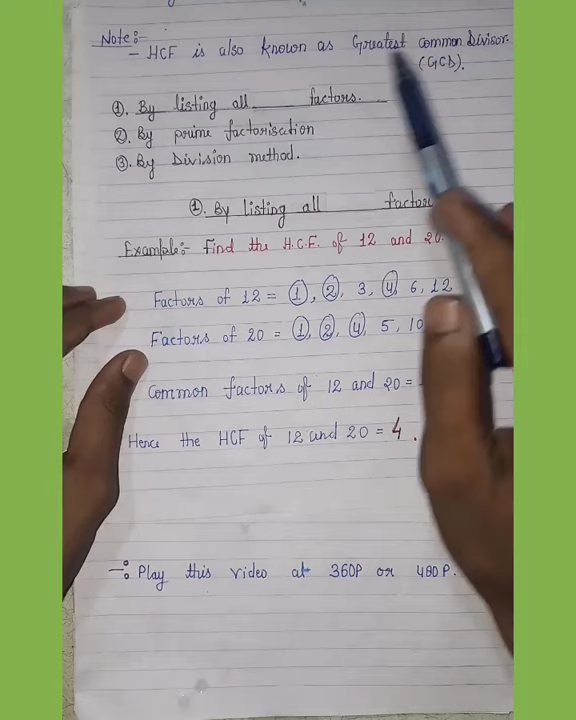 Note:-
- HCF is also known as Greatest Common Divisor.
(GCD).
①. By listing all factors.
② By prime factorisation
③ By Division method.
①. By listing all factor
Example:- Find the H.C.F. of 12 and 20.
Factors of 12 = ①, ②, 3, ④, 6, 12
Factors of 20 = ①, ②, ④, 5, 10
Common factors of 12 and 20 =
Hence the HCF of 12 and 20 = 4.
-: Play this video at 360P or 480P.